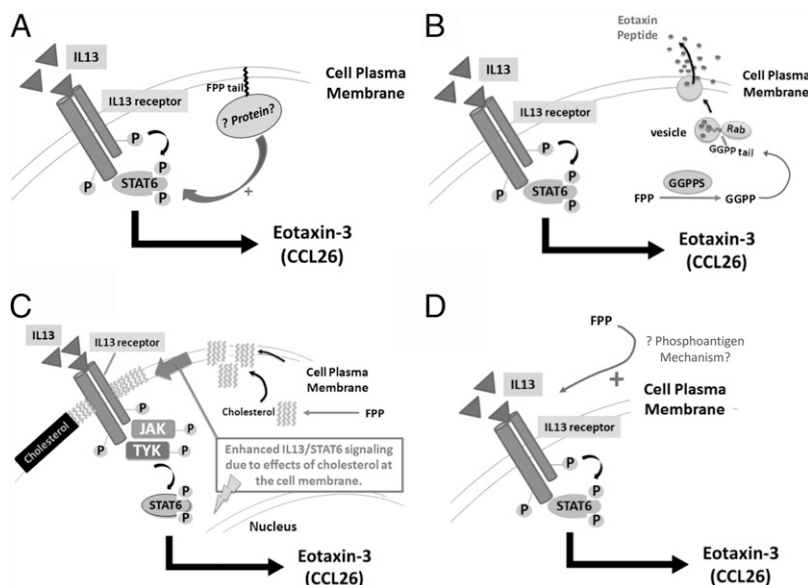 A
IL13
IL13 receptor
FPP tail
? Protein?
Cell Plasma
Membrane
P
P
P
P
STAT6
+
Eotaxin-3
(CCL26)
B
Eotaxin
Peptide
IL13
Cell Plasma
Membrane
IL13 receptor
vesicle
Rab
GGPP tail
P
P
P
P
STAT6
GGPPS
FPP
GGPP
Eotaxin-3
(CCL26)
C
IL13
IL13 receptor
Cell Plasma
Membrane
Cholesterol
FPP
Cholesterol
P
JAK
P
P
TYK
P
Enhanced IL13/STAT6 signaling
due to effects of cholesterol at
the cell membrane.
P
STAT6
P
Nucleus
Eotaxin-3
(CCL26)
D
FPP
? Phosphoantigen
Mechanism?
+
IL13
Cell Plasma
Membrane
IL13 receptor
P
P
P
P
STAT6
Eotaxin-3
(CCL26)